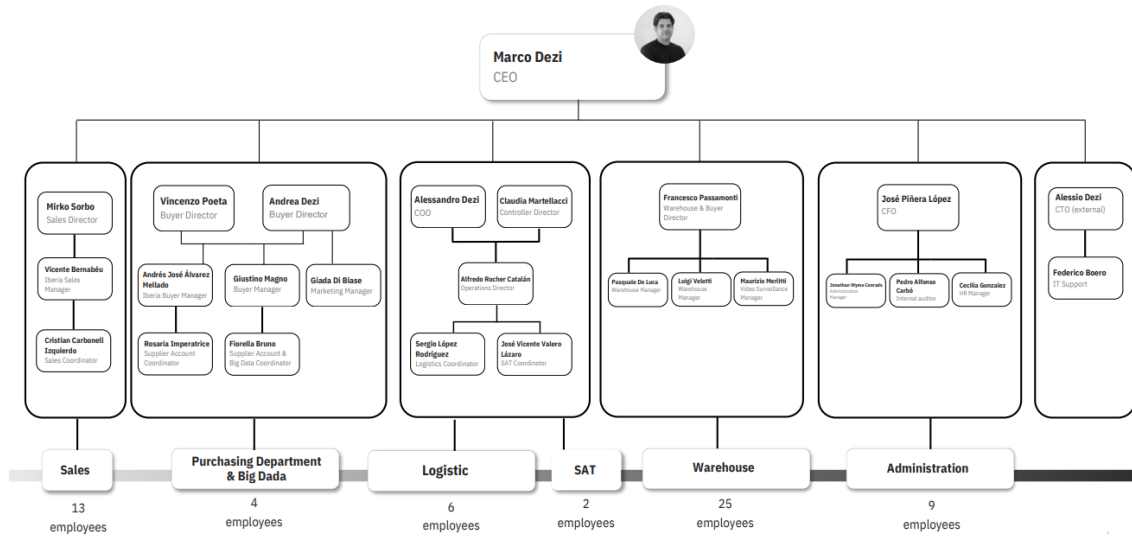 Marco Dezi
CEO
Mirko Sorbo
Sales Director
Vicente Bernabéu
Iberia Sales
Manager
Cristian Carbonell
Izquierdo
Sales Coordinator
Vincenzo Poeta
Buyer Director
Andrea Dezi
Buyer Director
Andrés José Álvarez
Mellado
Iberia Buyer Manager
Giustino Magno
Buyer Manager
Giada Di Biase
Marketing Manager
Rosaria Imperatrice
Supplier Account
Coordinator
Fiorella Bruno
Supplier Account &
Big Data Coordinator
Alessandro Dezi
COO
Claudia Martellacci
Controller Director
Alfredo Rocher Catalán
Operations Director
Sergio López
Rodríguez
Logistics Coordinator
José Vicente Valero
Lázaro
SAT Coordinator
Francesco Passamonti
Warehouse & Buyer
Director
Pasquale De Luca
Warehouse Manager
Luigi Velotti
Warehouse
Manager
Maurizio Merlitti
Video Surveillance
Manager
José Piñera López
CFO
Jonathan Wyma Conrado
Administration
Manager
Pedro Alfonso
Carbó
Internal auditor
Cecilia Gonzalez
HR Manager
Alessio Dezi
CTO (external)
Federico Boero
IT Support
Sales
13
employees
Purchasing Department
& Big Dada
4
employees
Logistic
6
employees
SAT
2
employees
Warehouse
25
employees
Administration
9
employees